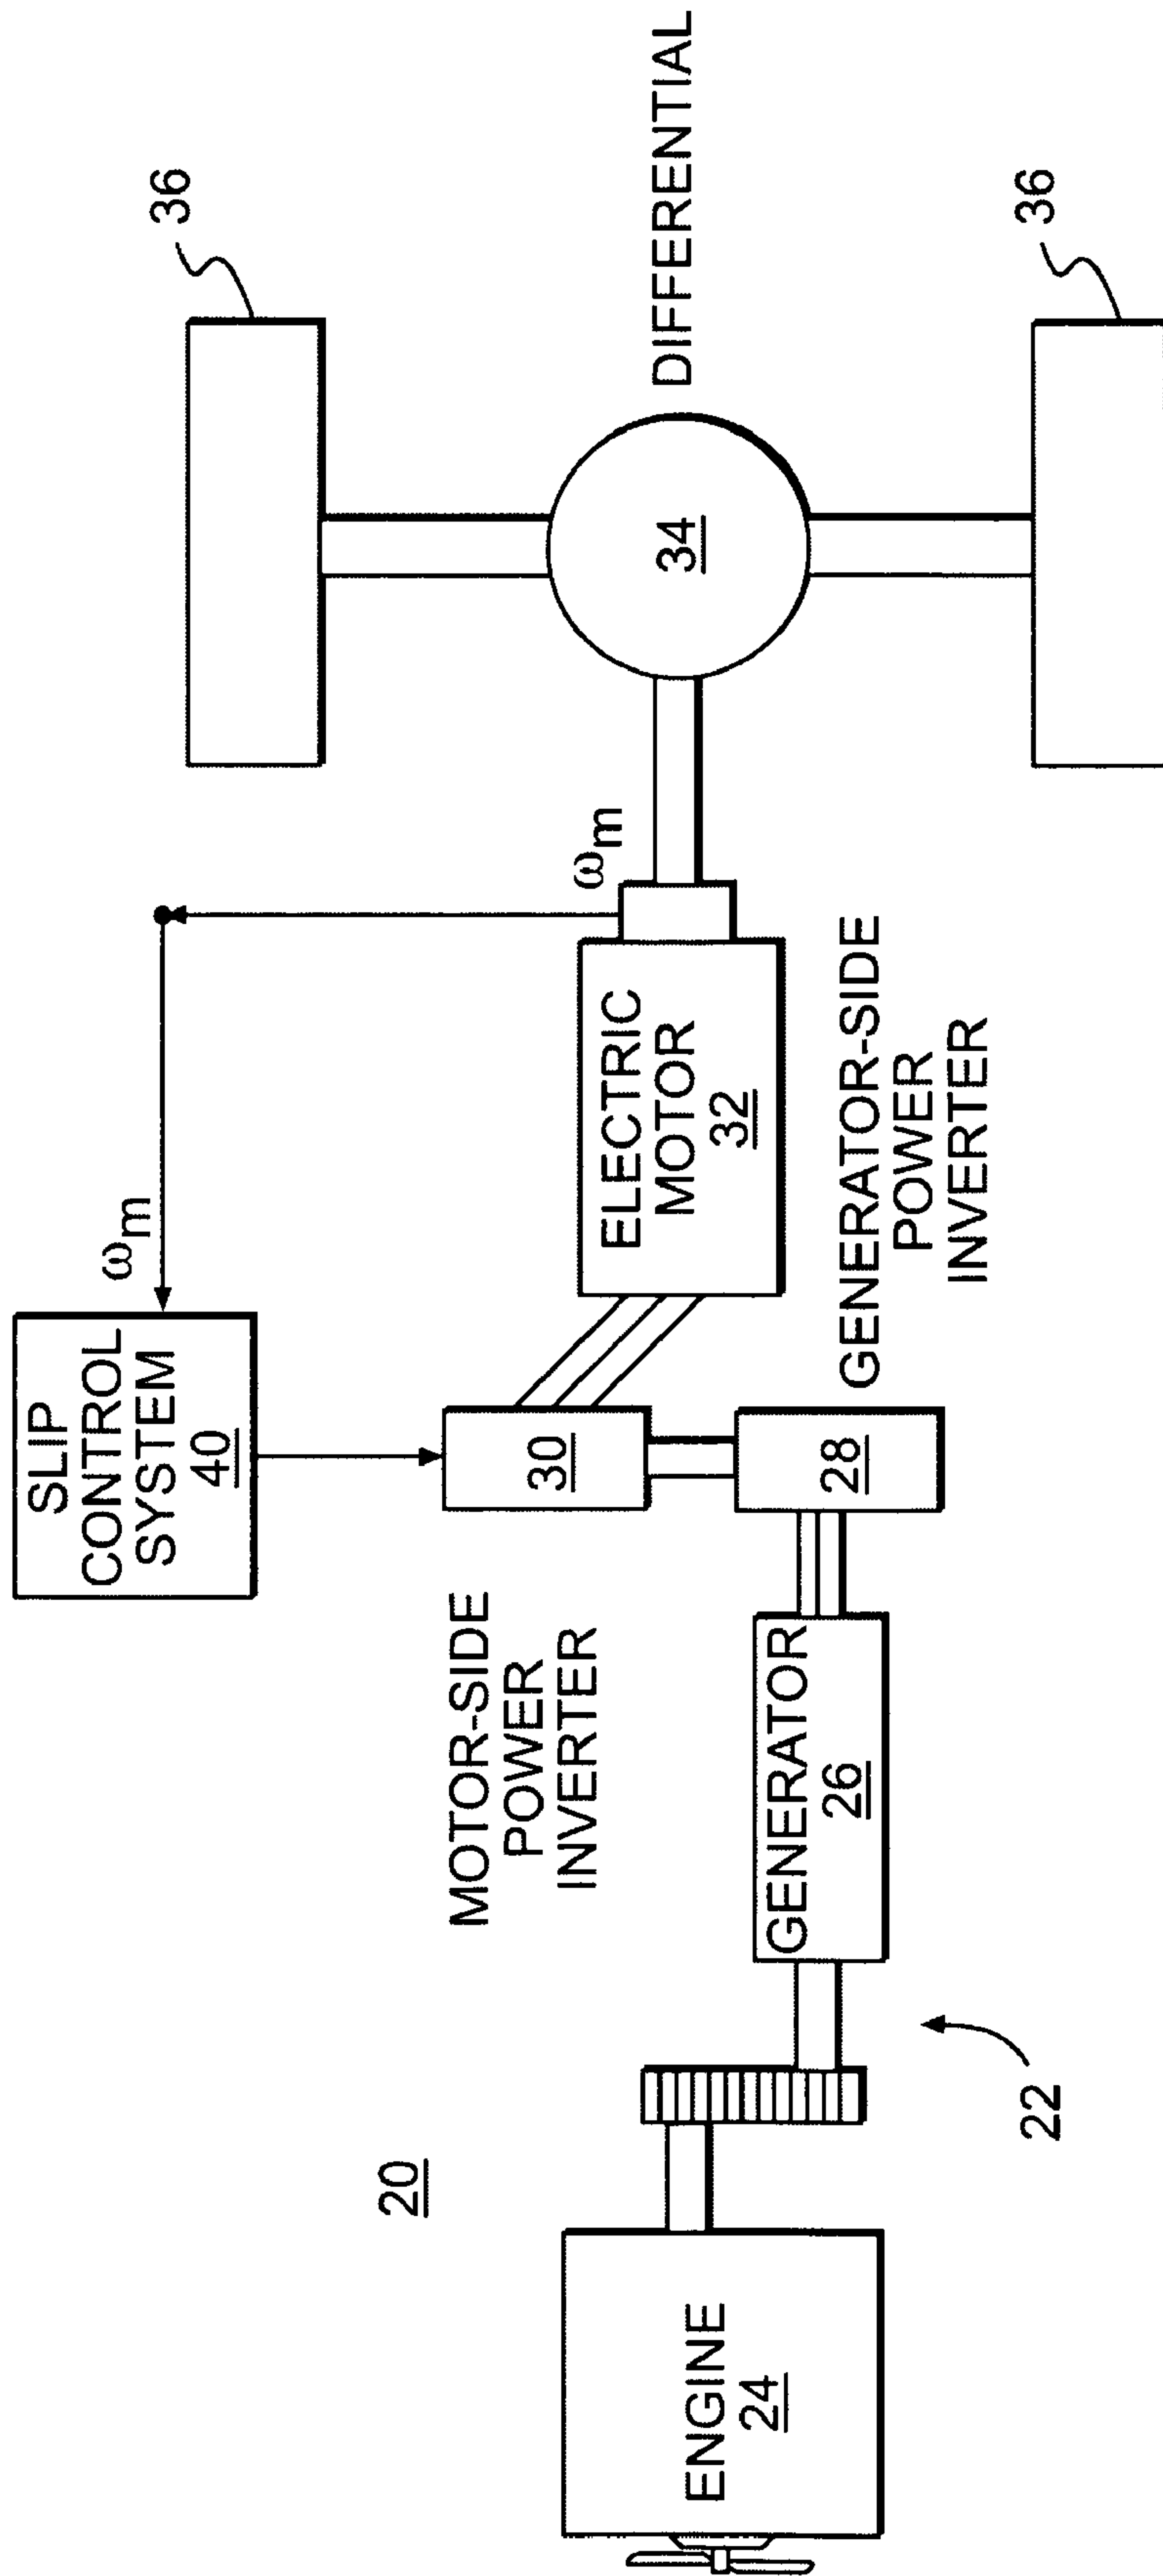 SLIP
CONTROL
SYSTEM
40
ωm
ωm
36
MOTOR-SIDE
POWER
INVERTER
30
ELECTRIC
MOTOR
32
34
DIFFERENTIAL
20
ENGINE
24
GENERATOR
26
28
GENERATOR-SIDE
POWER
INVERTER
22
36